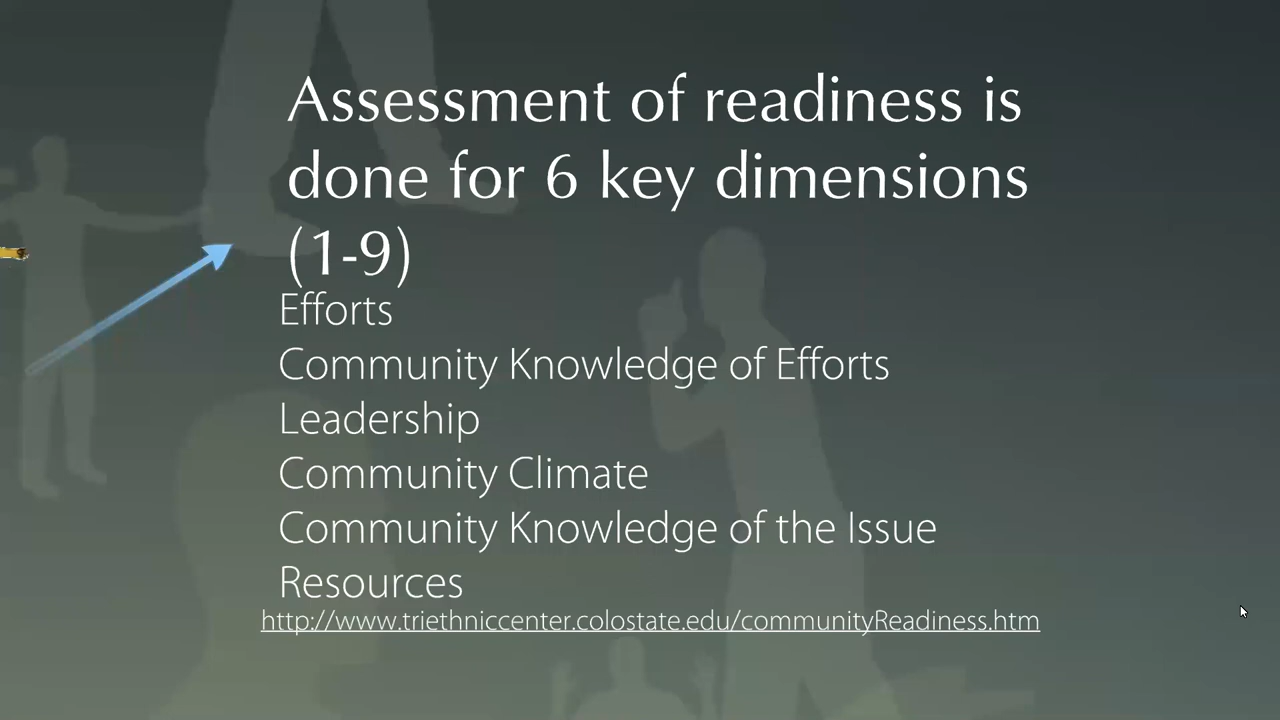 Assessment of readiness is
done for 6 key dimensions
(1-9)
Efforts
Community Knowledge of Efforts
Leadership
Community Climate
Community Knowledge of the Issue
Resources
http://www.triethniccenter.colostate.edu/communityReadiness.htm